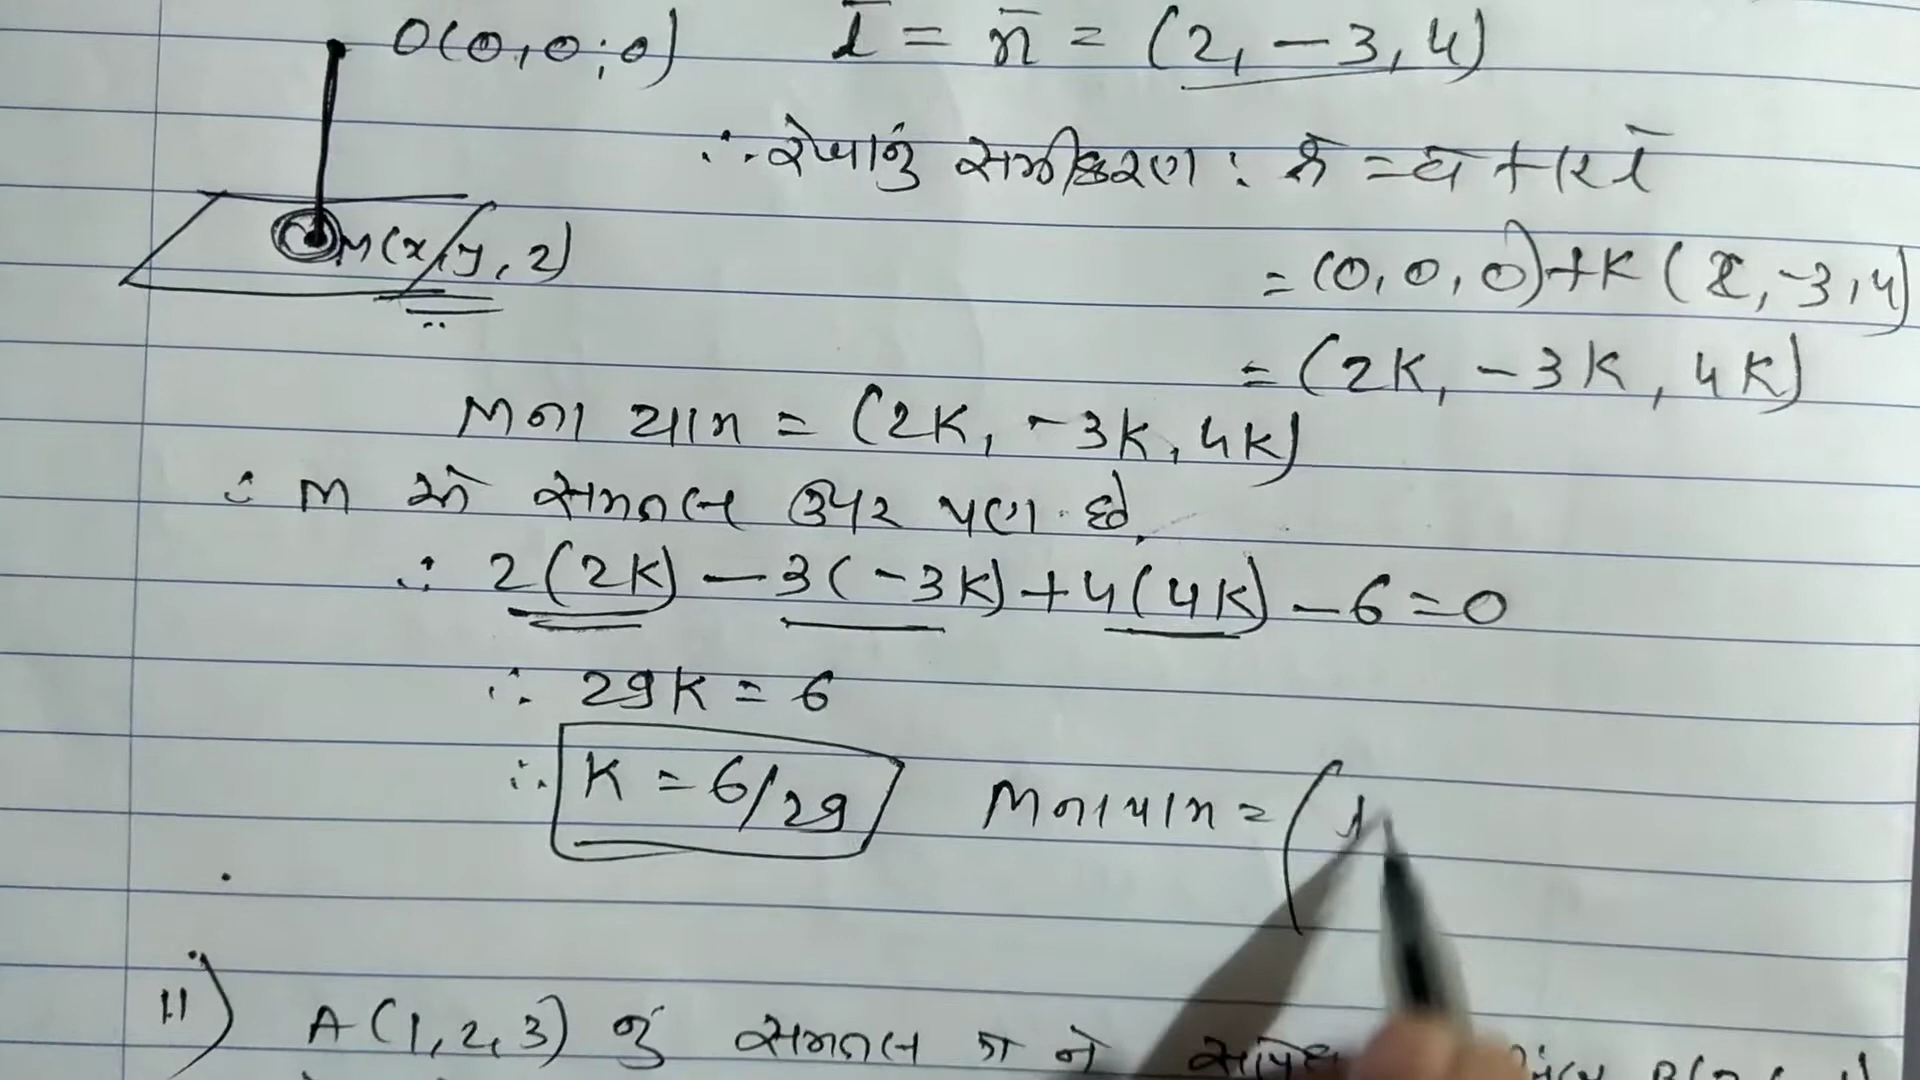 O(0,0,0) l̄ = n̄ = (2, -3, 4)
∴ રેખાનું સમીકરણ : r̄ = ā + k l̄
M(x, y, z)
= (0, 0, 0) + K (2, -3, 4)
= (2K, -3K, 4K)
M ના યામ = (2K, -3K, 4K)
∴ M એ સમતલ ઉપર પણ છે.
∴ 2(2K) - 3(-3K) + 4(4K) - 6 = 0
∴ 29K = 6
∴ K = 6/29 M ના યામ = (
11) A(1, 2, 3) નું સમતલ π ને